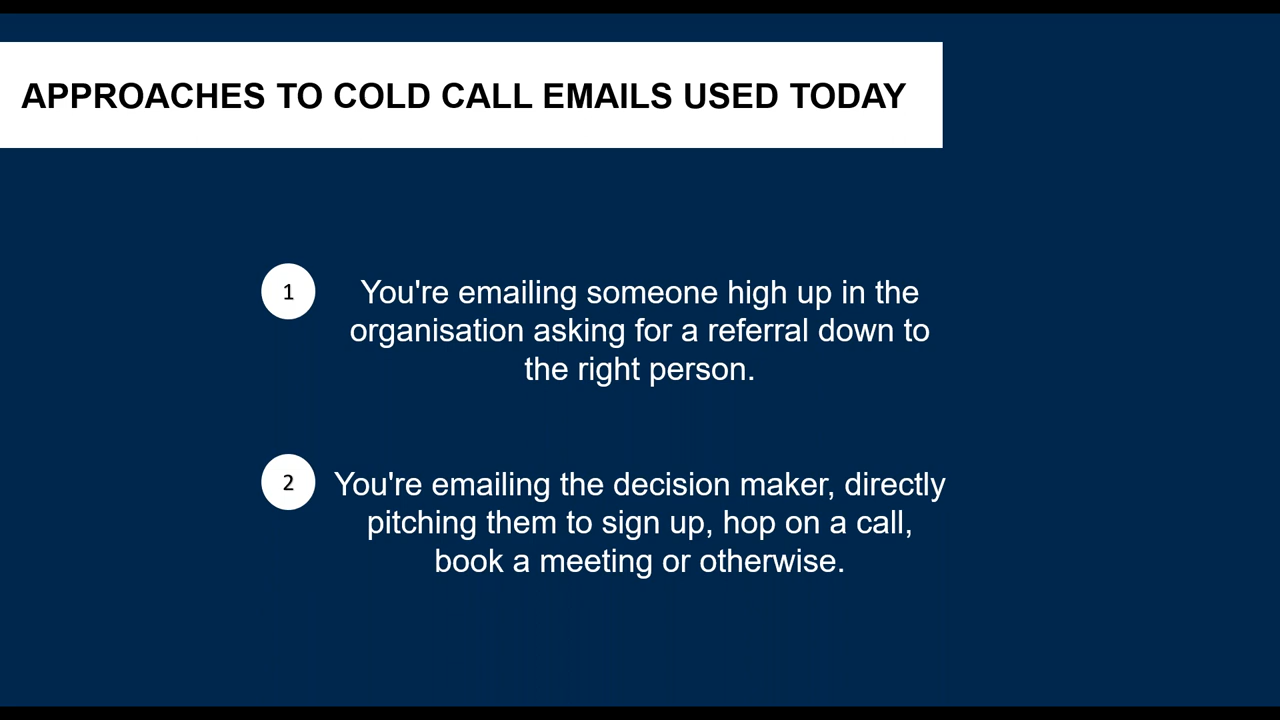 APPROACHES TO COLD CALL EMAILS USED TODAY
1
You're emailing someone high up in the
organisation asking for a referral down to
the right person.
2
You're emailing the decision maker, directly
pitching them to sign up, hop on a call,
book a meeting or otherwise.